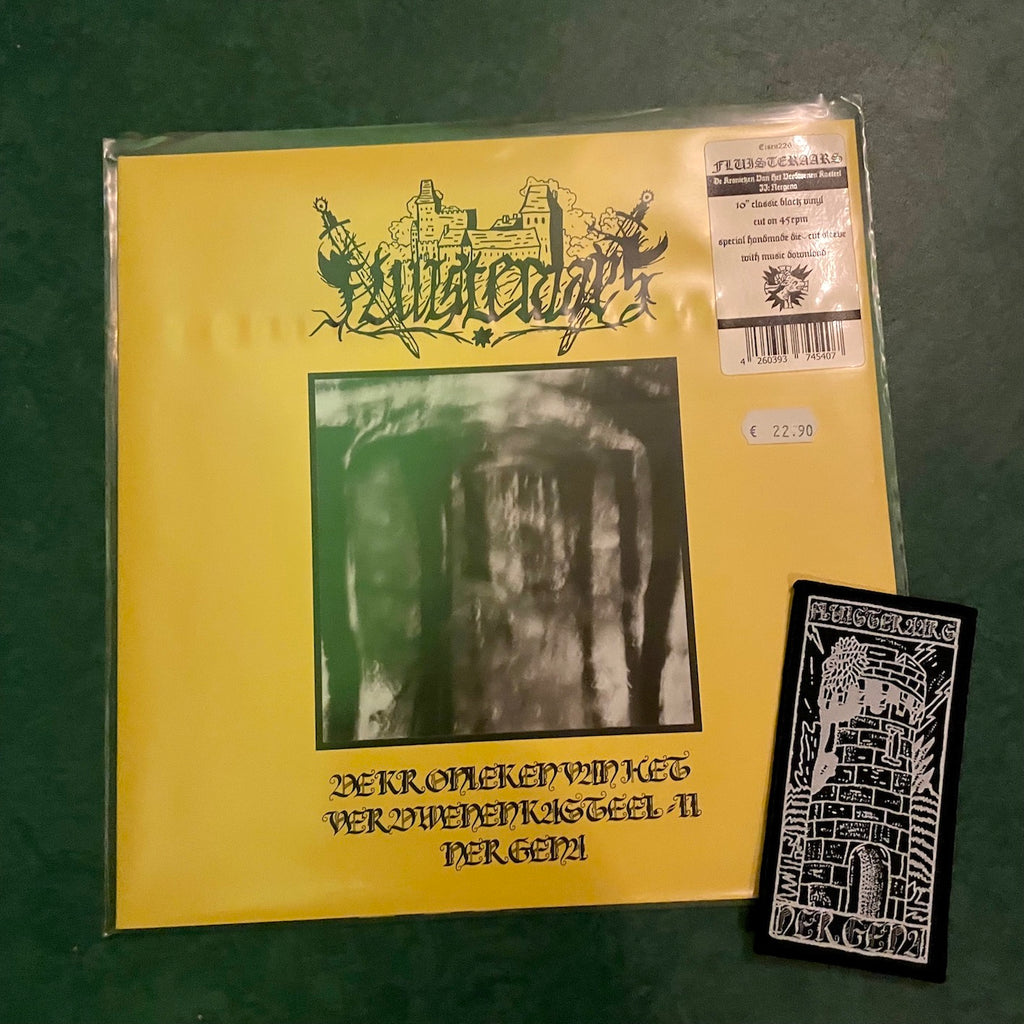 Fluisteraars
Eisen226
FLUISTERAARS
De Kronieken Van Het Verdwenen Kasteel
II: Nergena
10" classic black vinyl
cut on 45rpm
special handmade die-cut sleeve
with music download
4 260393 745407
€ 22.90
DE KRONIEKEN VAN HET
VERDWENEN KASTEEL - II
NERGENA
FLUISTERAARS
NERGENA